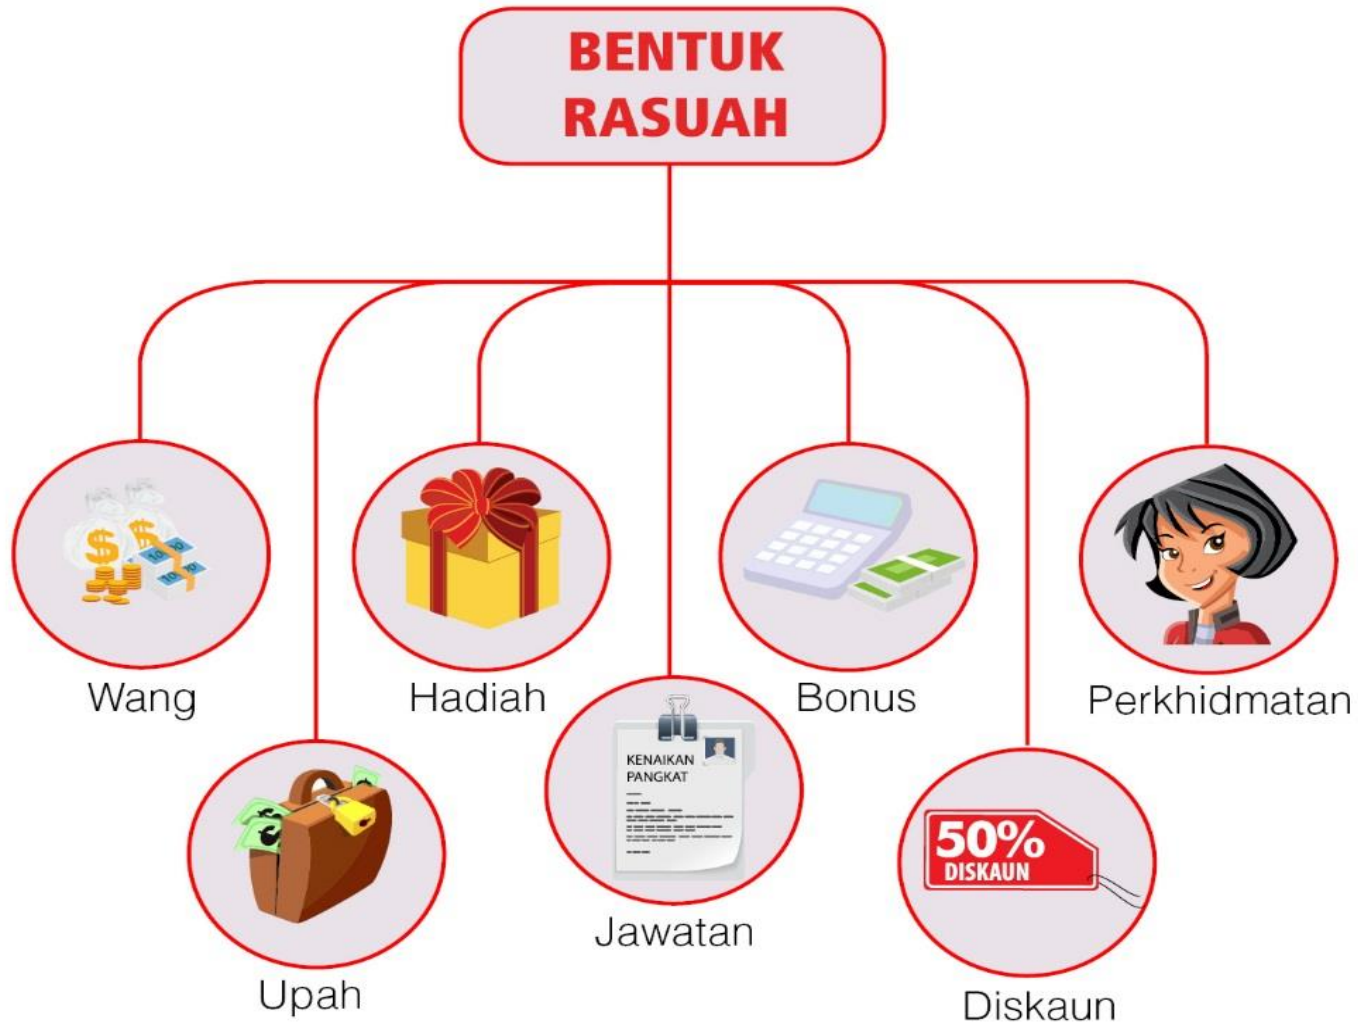 BENTUK
RASUAH
Wang
Hadiah
Bonus
Perkhidmatan
KENAIKAN
PANGKAT
50%
DISKAUN
Upah
Jawatan
Diskaun